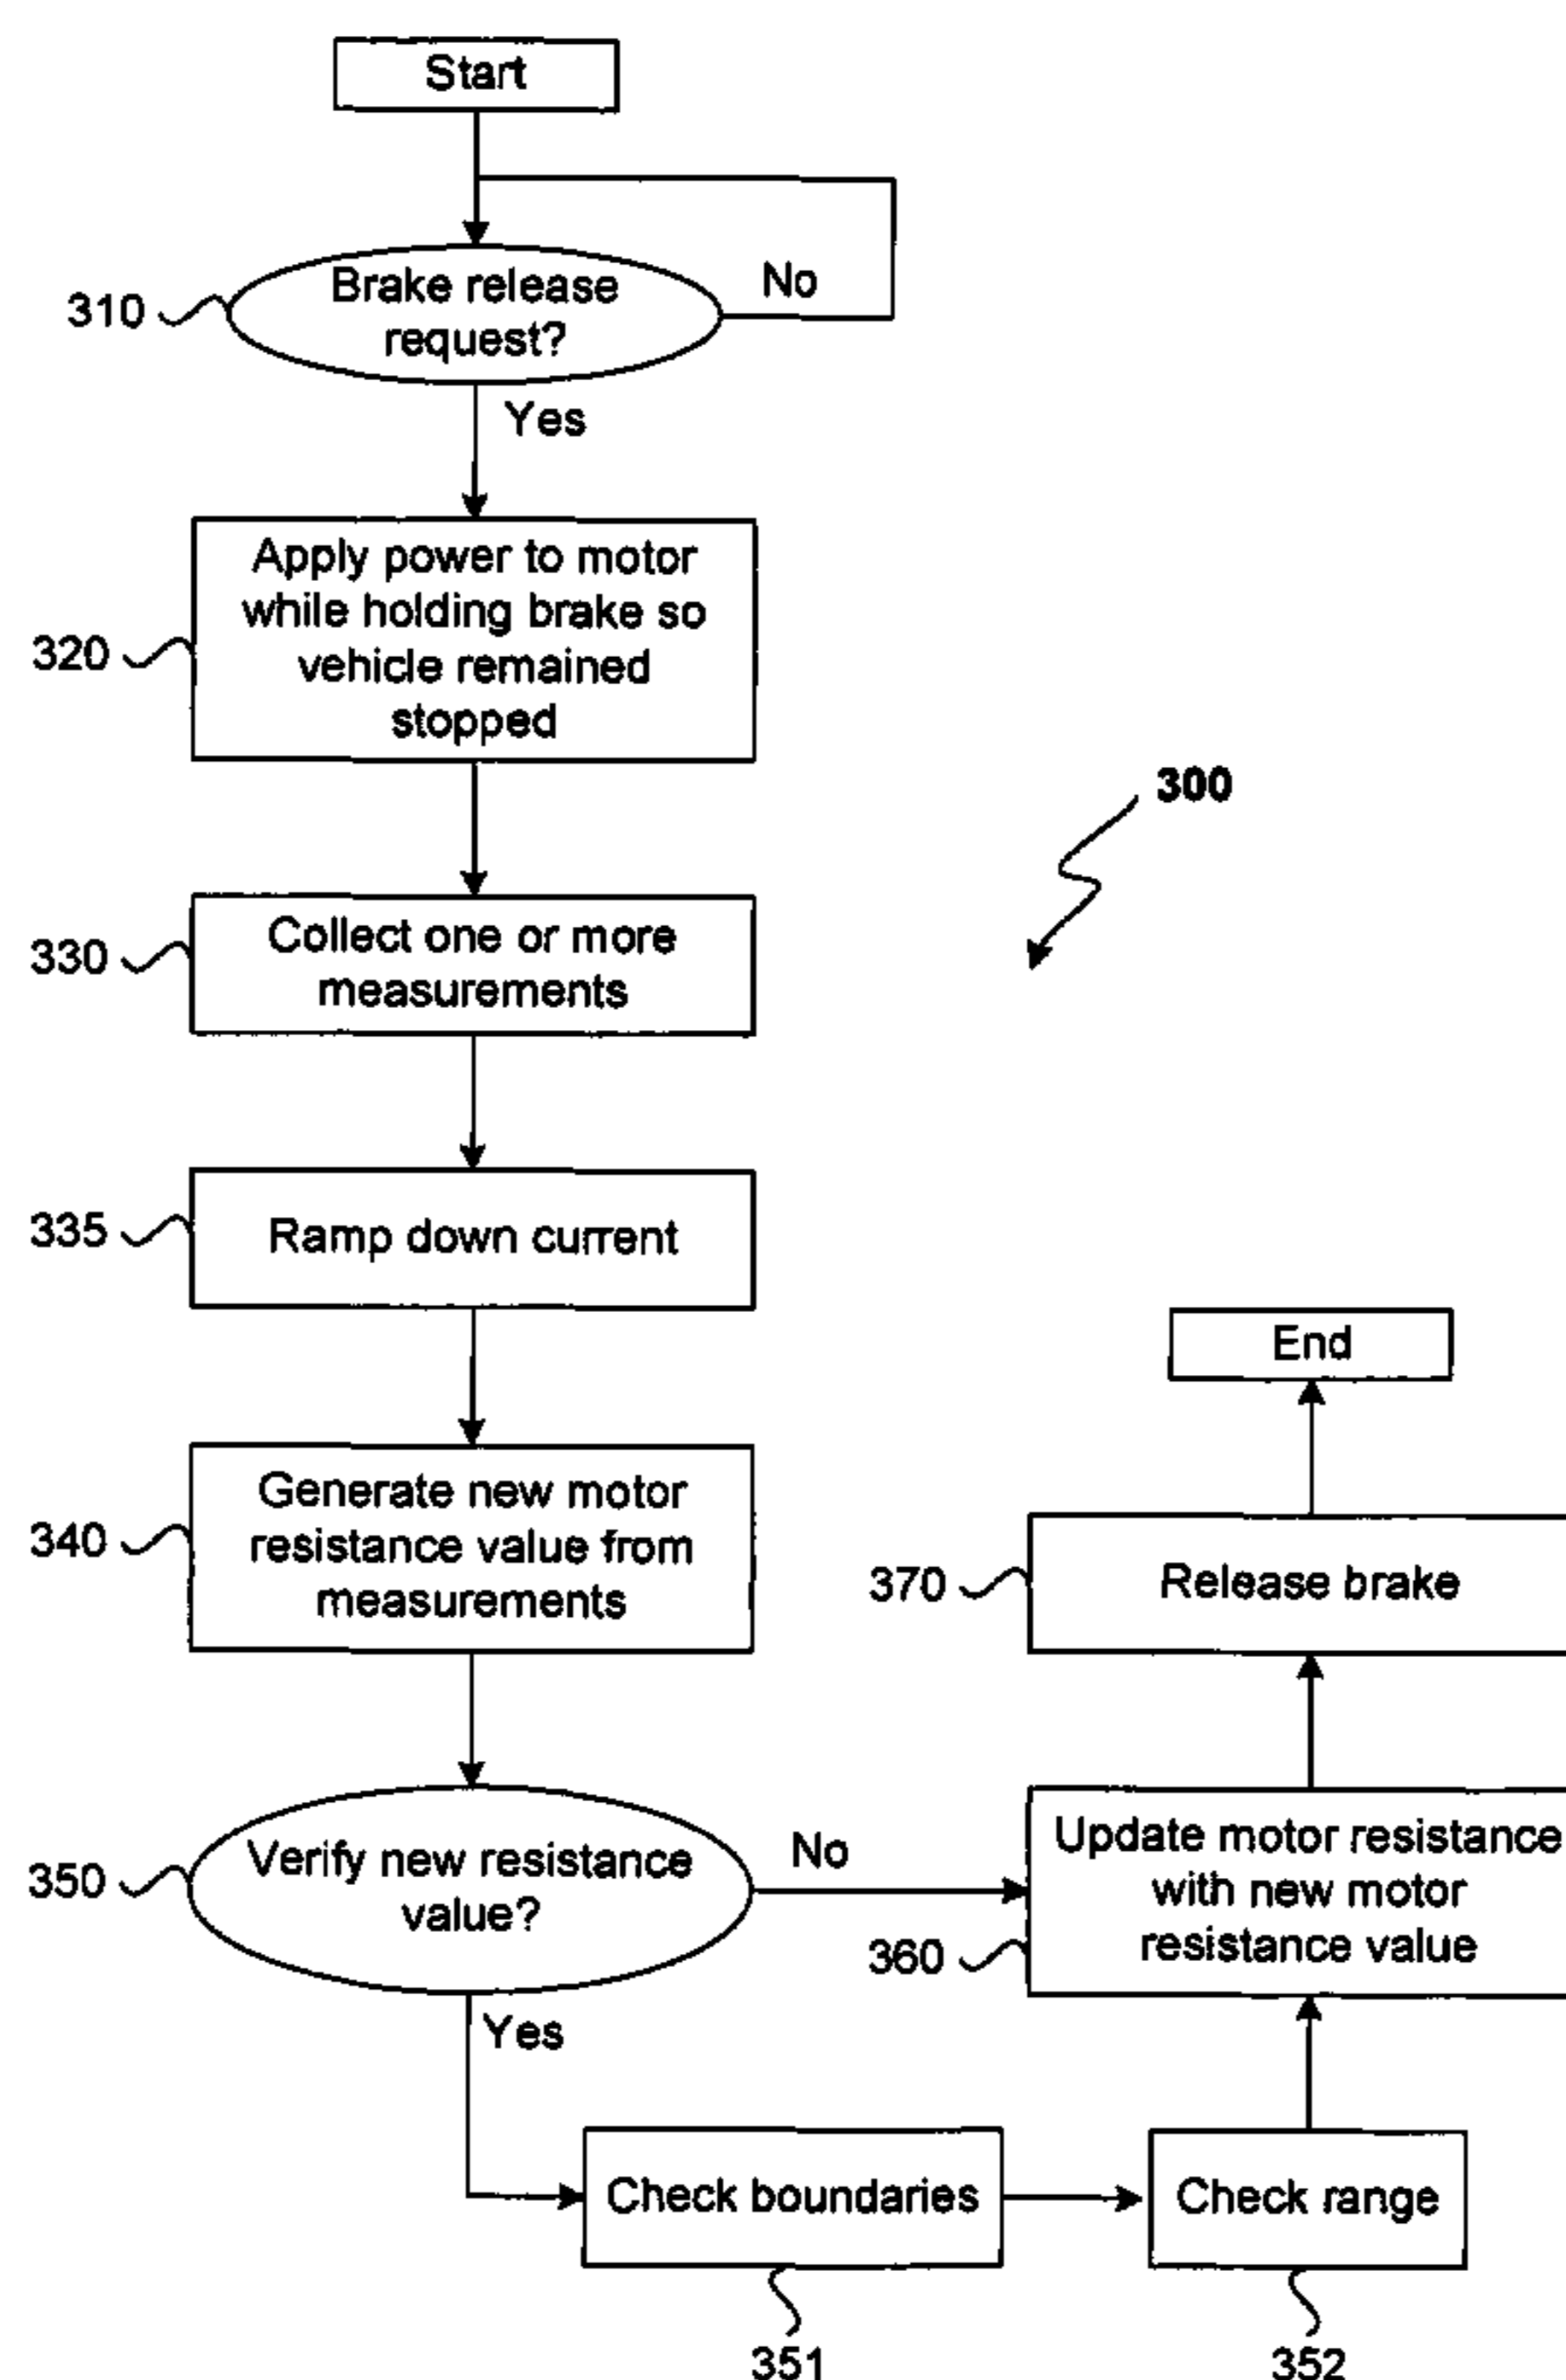 Start
310
Brake release
request?
No
Yes
320
Apply power to motor
while holding brake so
vehicle remained
stopped
300
330
Collect one or more
measurements
335
Ramp down current
340
Generate new motor
resistance value from
measurements
350
Verify new resistance
value?
No
Yes
351
Check boundaries
352
Check range
360
Update motor resistance
with new motor
resistance value
370
Release brake
End